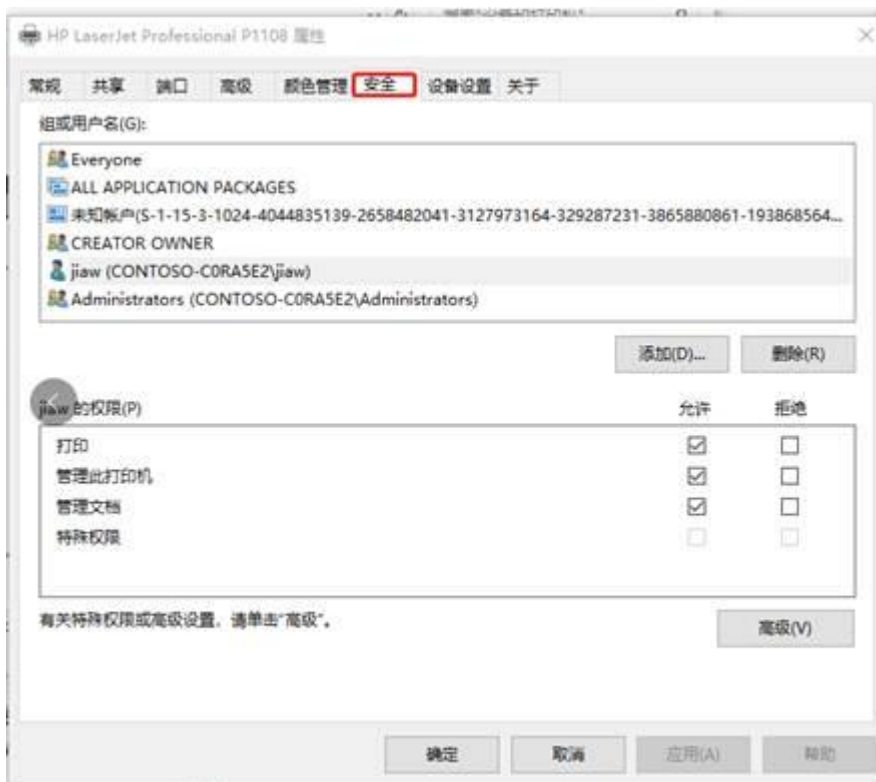 HP LaserJet Professional P1108 属性
常规 共享 端口 高级 颜色管理 安全 设备设置 关于
组或用户名(G):
Everyone
ALL APPLICATION PACKAGES
未知帐户(S-1-15-3-1024-4044835139-2658482041-3127973164-329287231-3865880861-193868564...
CREATOR OWNER
jiaw (CONTOSO-C0RA5E2\jiaw)
Administrators (CONTOSO-C0RA5E2\Administrators)
添加(D)... 删除(R)
jiaw 的权限(P) 允许 拒绝
打印
管理此打印机
管理文档
特殊权限
有关特殊权限或高级设置，请单击"高级"。
高级(V)
确定 取消 应用(A) 帮助